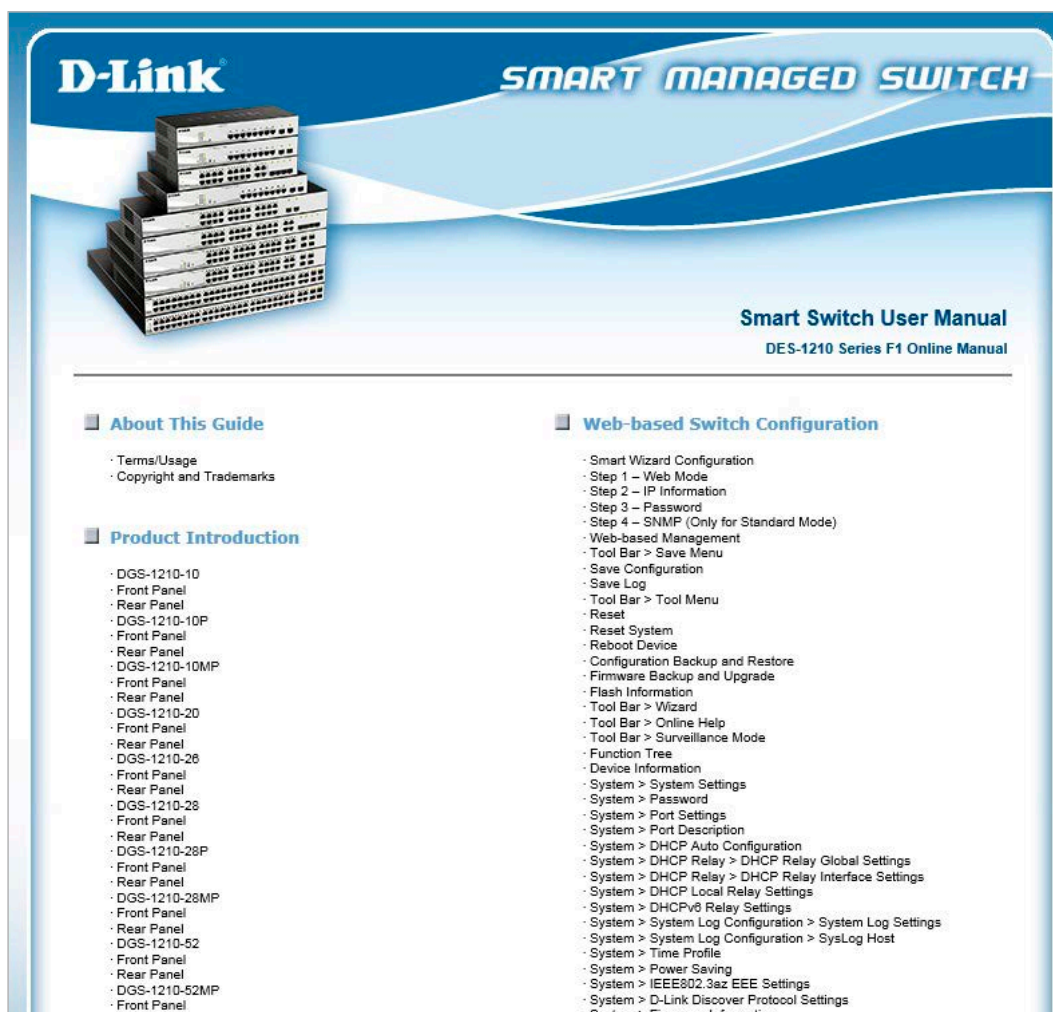 D-Link
SMART MANAGED SWITCH
Smart Switch User Manual
DES-1210 Series F1 Online Manual
About This Guide
· Terms/Usage
· Copyright and Trademarks
Product Introduction
· DGS-1210-10
· Front Panel
· Rear Panel
· DGS-1210-10P
· Front Panel
· Rear Panel
· DGS-1210-10MP
· Front Panel
· Rear Panel
· DGS-1210-20
· Front Panel
· Rear Panel
· DGS-1210-26
· Front Panel
· Rear Panel
· DGS-1210-28
· Front Panel
· Rear Panel
· DGS-1210-28P
· Front Panel
· Rear Panel
· DGS-1210-28MP
· Front Panel
· Rear Panel
· DGS-1210-52
· Front Panel
· Rear Panel
· DGS-1210-52MP
· Front Panel
Web-based Switch Configuration
· Smart Wizard Configuration
· Step 1 – Web Mode
· Step 2 – IP Information
· Step 3 – Password
· Step 4 – SNMP (Only for Standard Mode)
· Web-based Management
· Tool Bar > Save Menu
· Save Configuration
· Save Log
· Tool Bar > Tool Menu
· Reset
· Reset System
· Reboot Device
· Configuration Backup and Restore
· Firmware Backup and Upgrade
· Flash Information
· Tool Bar > Wizard
· Tool Bar > Online Help
· Tool Bar > Surveillance Mode
· Function Tree
· Device Information
· System > System Settings
· System > Password
· System > Port Settings
· System > Port Description
· System > DHCP Auto Configuration
· System > DHCP Relay > DHCP Relay Global Settings
· System > DHCP Relay > DHCP Relay Interface Settings
· System > DHCP Local Relay Settings
· System > DHCPv6 Relay Settings
· System > System Log Configuration > System Log Settings
· System > System Log Configuration > SysLog Host
· System > Time Profile
· System > Power Saving
· System > IEEE802.3az EEE Settings
· System > D-Link Discover Protocol Settings